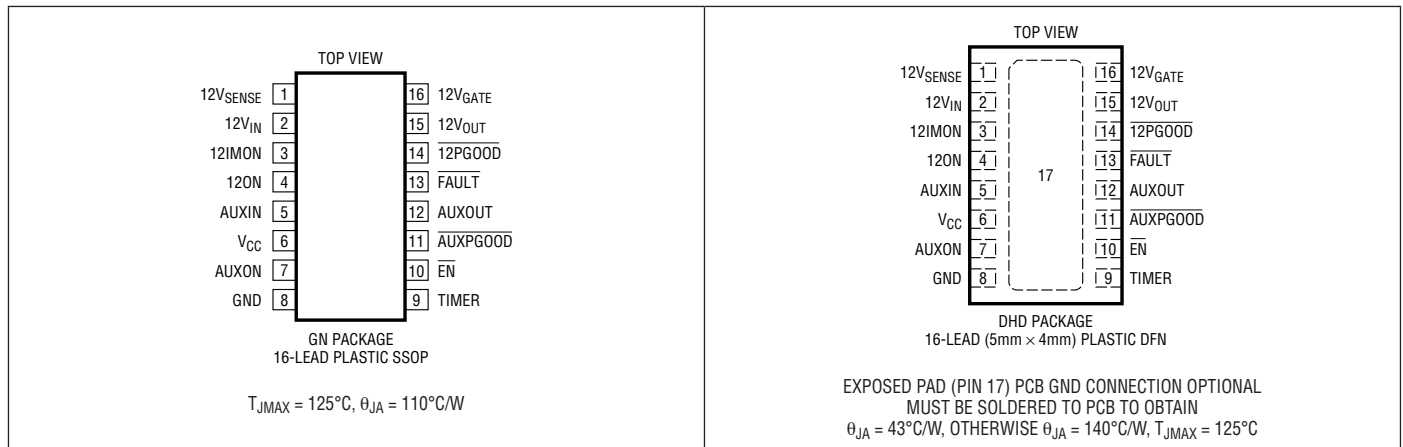 TOP VIEW
12VSENSE 1 16 12VGATE
12VIN 2 15 12VOUT
12IMON 3 14 12PGOOD
12ON 4 13 FAULT
AUXIN 5 12 AUXOUT
VCC 6 11 AUXPGOOD
AUXON 7 10 EN
GND 8 9 TIMER
GN PACKAGE
16-LEAD PLASTIC SSOP
TJMAX = 125°C, θJA = 110°C/W
TOP VIEW
12VSENSE 1 16 12VGATE
12VIN 2 15 12VOUT
12IMON 3 14 12PGOOD
12ON 4 13 FAULT
17
AUXIN 5 12 AUXOUT
VCC 6 11 AUXPGOOD
AUXON 7 10 EN
GND 8 9 TIMER
DHD PACKAGE
16-LEAD (5mm × 4mm) PLASTIC DFN
EXPOSED PAD (PIN 17) PCB GND CONNECTION OPTIONAL
MUST BE SOLDERED TO PCB TO OBTAIN
θJA = 43°C/W, OTHERWISE θJA = 140°C/W, TJMAX = 125°C